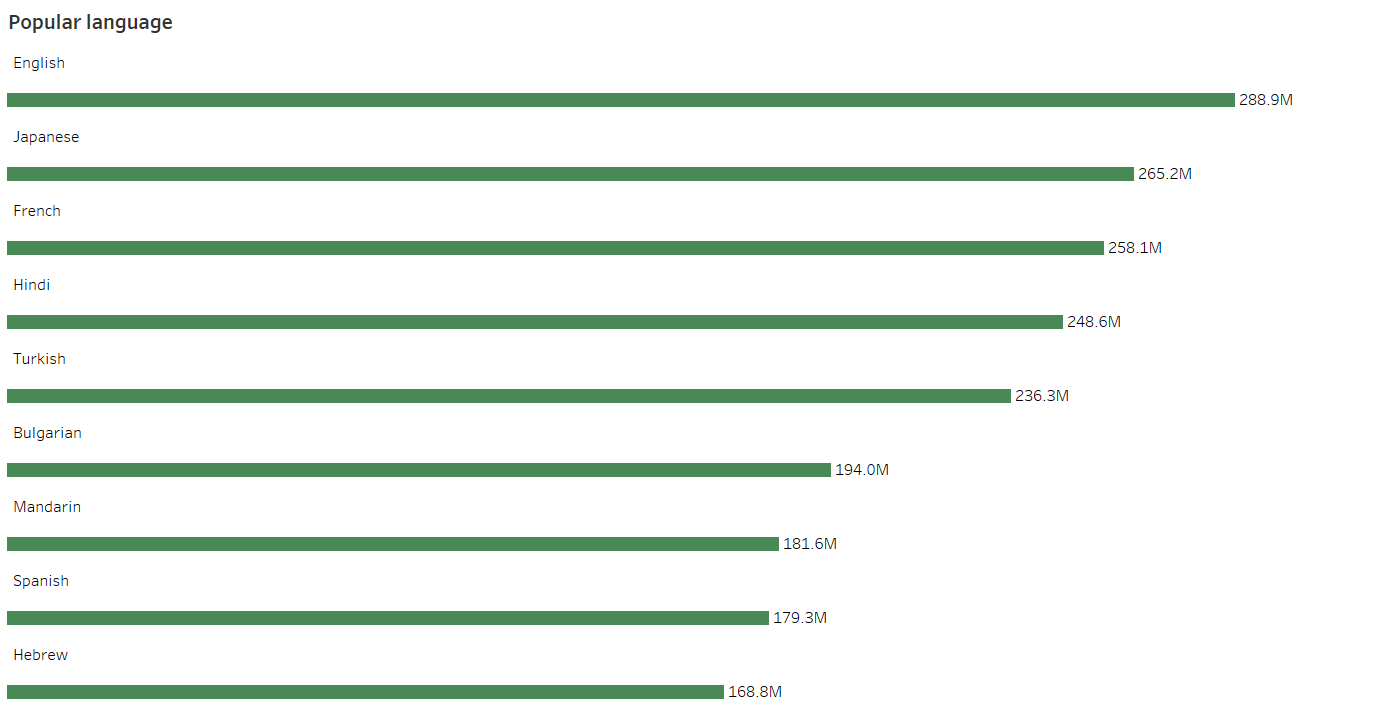 Popular language
English
288.9M
Japanese
265.2M
French
258.1M
Hindi
248.6M
Turkish
236.3M
Bulgarian
194.0M
Mandarin
181.6M
Spanish
179.3M
Hebrew
168.8M